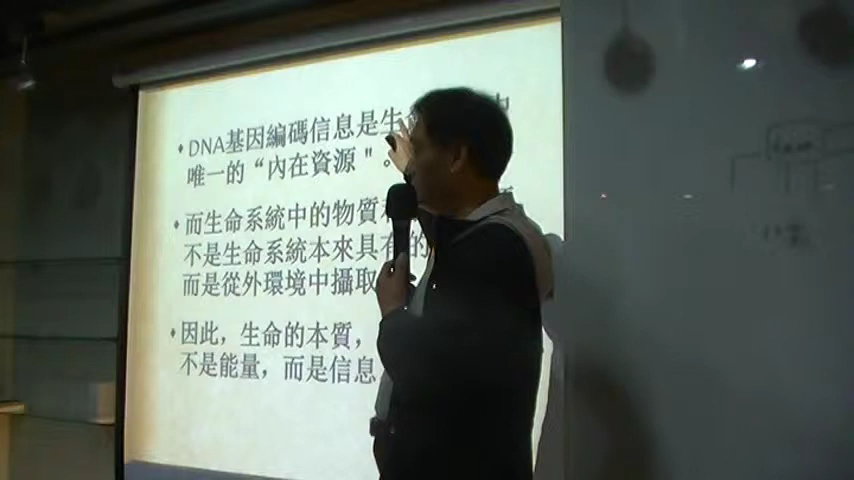 •DNA基因編碼信息是生
唯一的“內在資源"。
•而生命系統中的物質
不是生命系統本來具有的
而是從外環境中攝取
•因此，生命的本質，
不是能量，而是信息